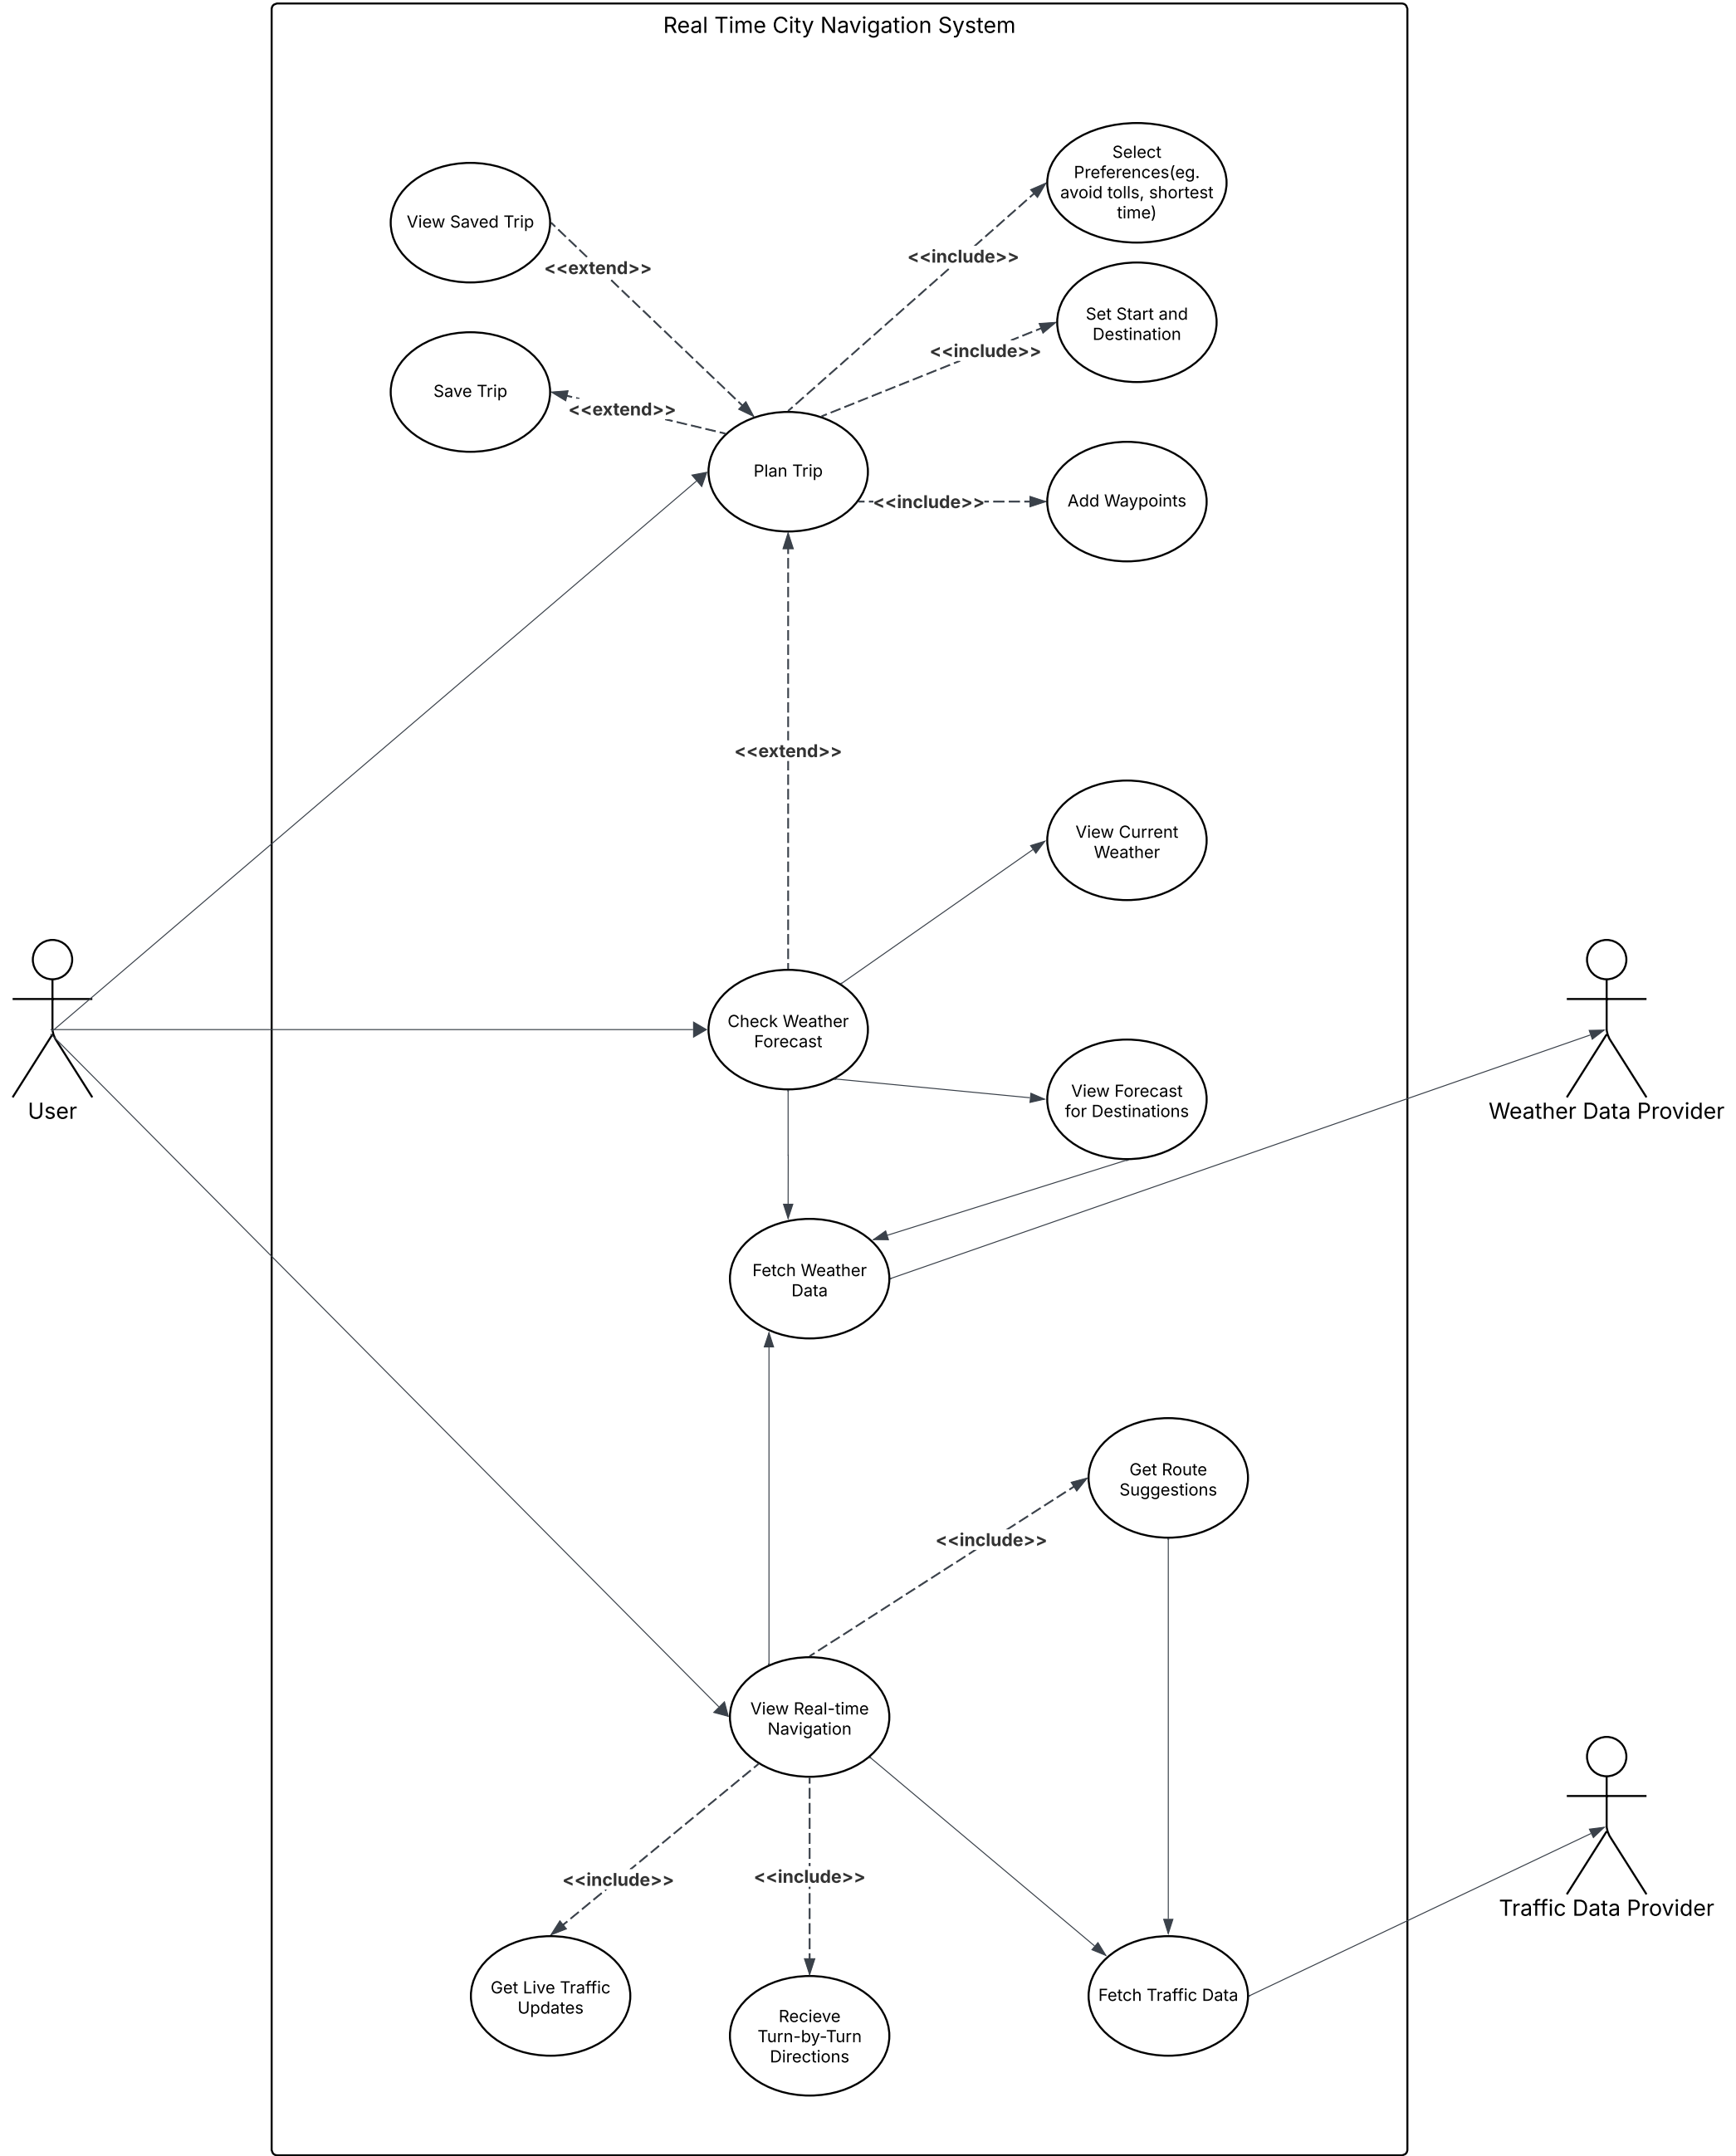 Real Time City Navigation System
Select
Preferences(eg.
avoid tolls, shortest
time)
View Saved Trip
<<include>>
<<extend>>
Set Start and
Destination
<<include>>
Save Trip
<<extend>>
Plan Trip
<<include>>
Add Waypoints
<<extend>>
View Current
Weather
Check Weather
Forecast
View Forecast
for Destinations
User
Weather Data Provider
Fetch Weather
Data
Get Route
Suggestions
<<include>>
View Real-time
Navigation
<<include>>
<<include>>
Traffic Data Provider
Get Live Traffic
Updates
Fetch Traffic Data
Recieve
Turn-by-Turn
Directions